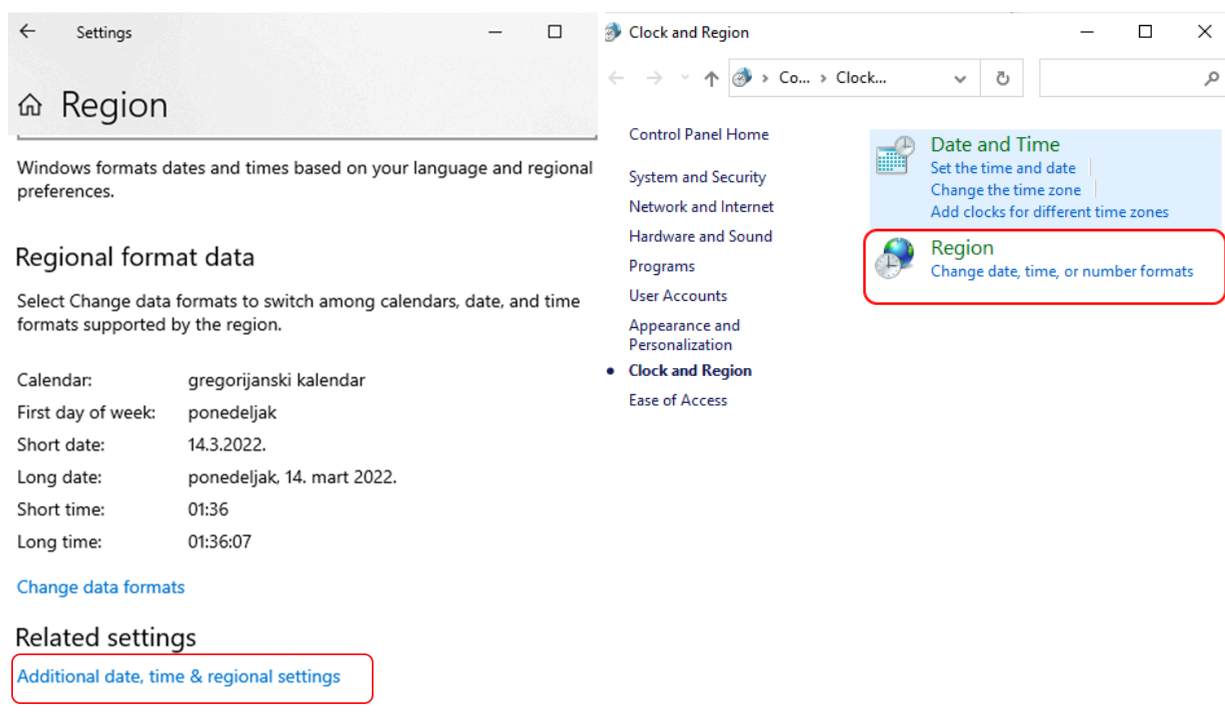 Settings
Region
Windows formats dates and times based on your language and regional
preferences.
Regional format data
Select Change data formats to switch among calendars, date, and time
formats supported by the region.
Calendar: gregorijanski kalendar
First day of week: ponedeljak
Short date: 14.3.2022.
Long date: ponedeljak, 14. mart 2022.
Short time: 01:36
Long time: 01:36:07
Change data formats
Related settings
Additional date, time & regional settings
Clock and Region
Co... › Clock...
Control Panel Home
System and Security
Network and Internet
Hardware and Sound
Programs
User Accounts
Appearance and
Personalization
Clock and Region
Ease of Access
Date and Time
Set the time and date
Change the time zone
Add clocks for different time zones
Region
Change date, time, or number formats